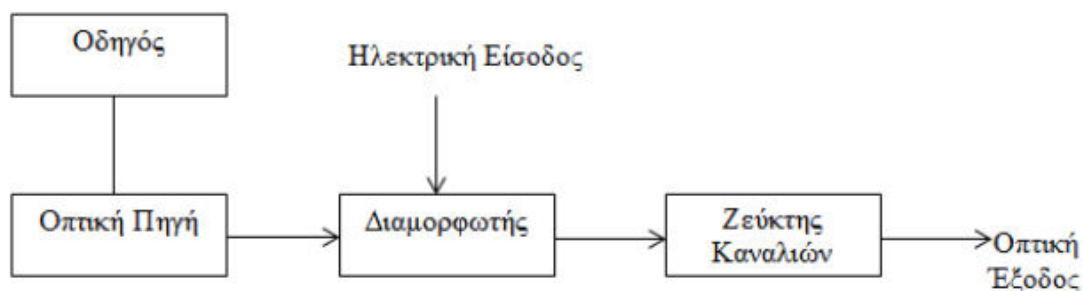 Οδηγός
Ηλεκτρική Είσοδος
Οπτική Πηγή
Διαμορφωτής
Ζεύκτης
Καναλιών
Οπτική
Έξοδος